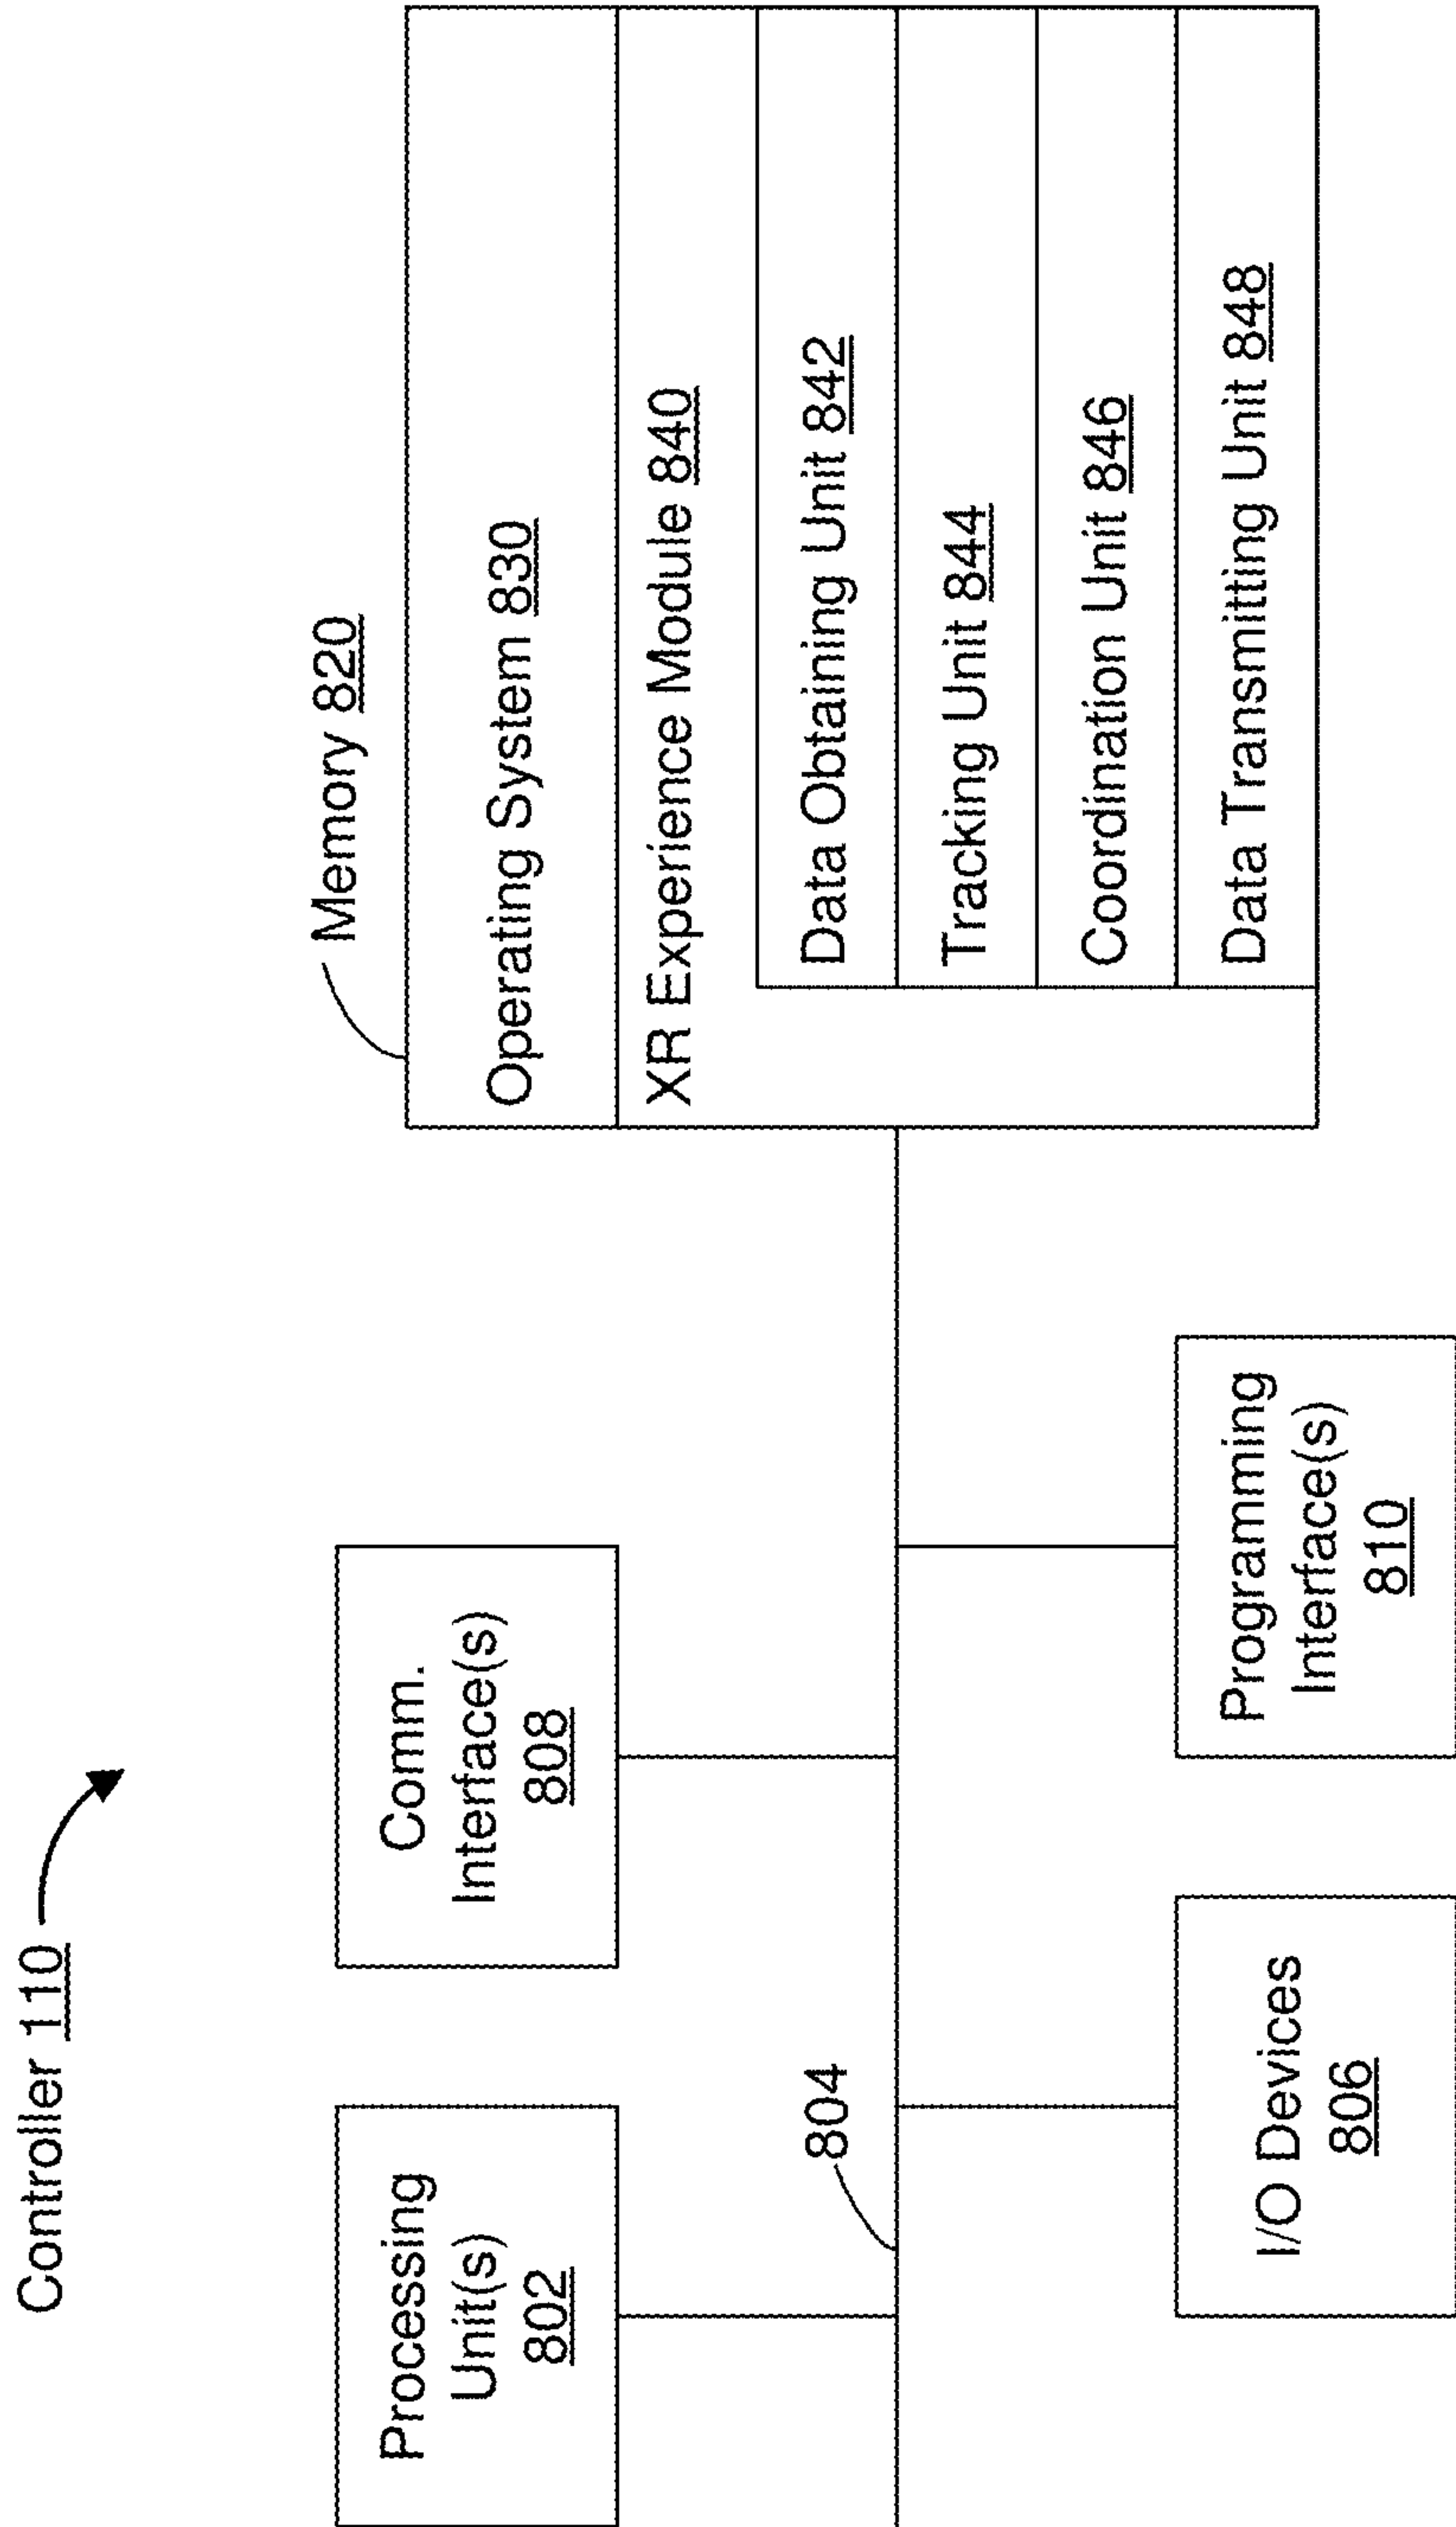 Controller 110
Processing
Unit(s)
802
Comm.
Interface(s)
808
Memory 820
Operating System 830
XR Experience Module 840
Data Obtaining Unit 842
Tracking Unit 844
Coordination Unit 846
Data Transmitting Unit 848
804
I/O Devices
806
Programming
Interface(s)
810